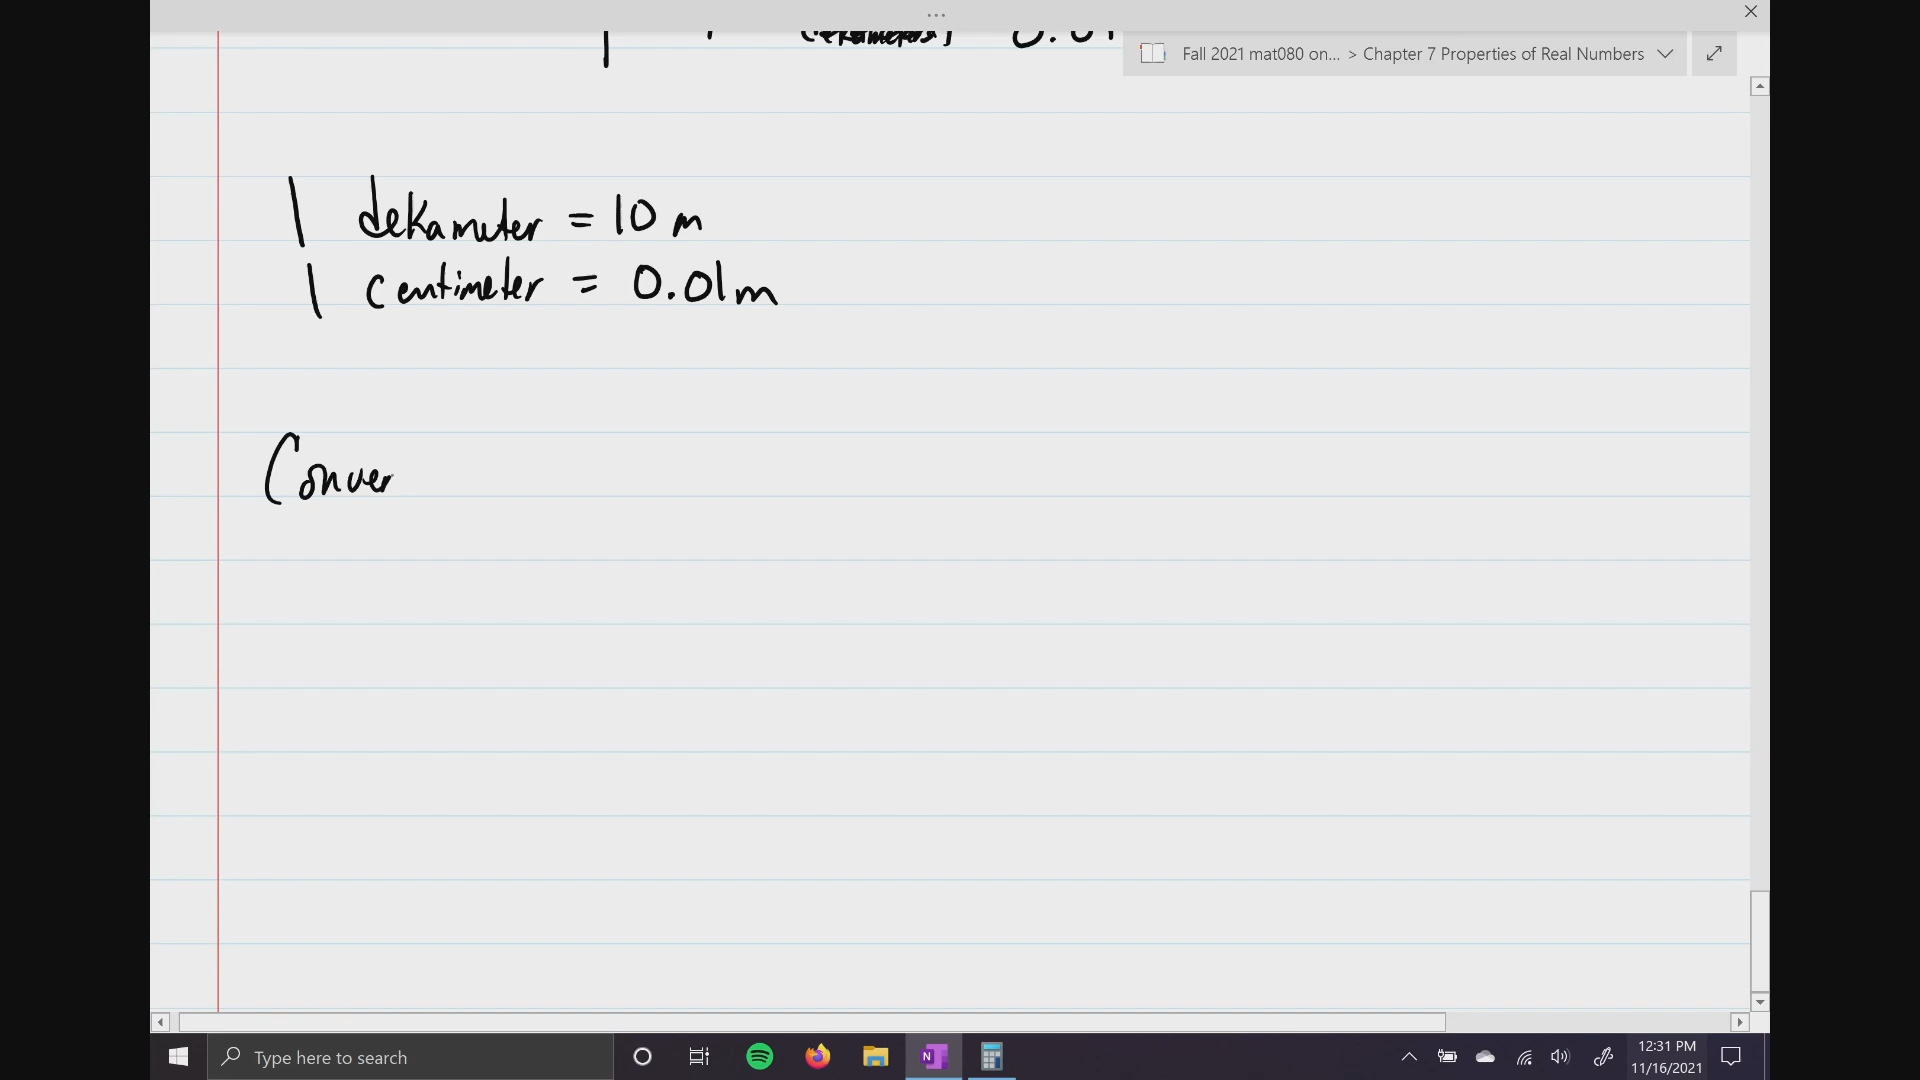 Fall 2021 mat080 on... > Chapter 7 Properties of Real Numbers
1 dekameter = 10 m
1 centimeter = 0.01m
Conver
Type here to search
N
12:31 PM
11/16/2021